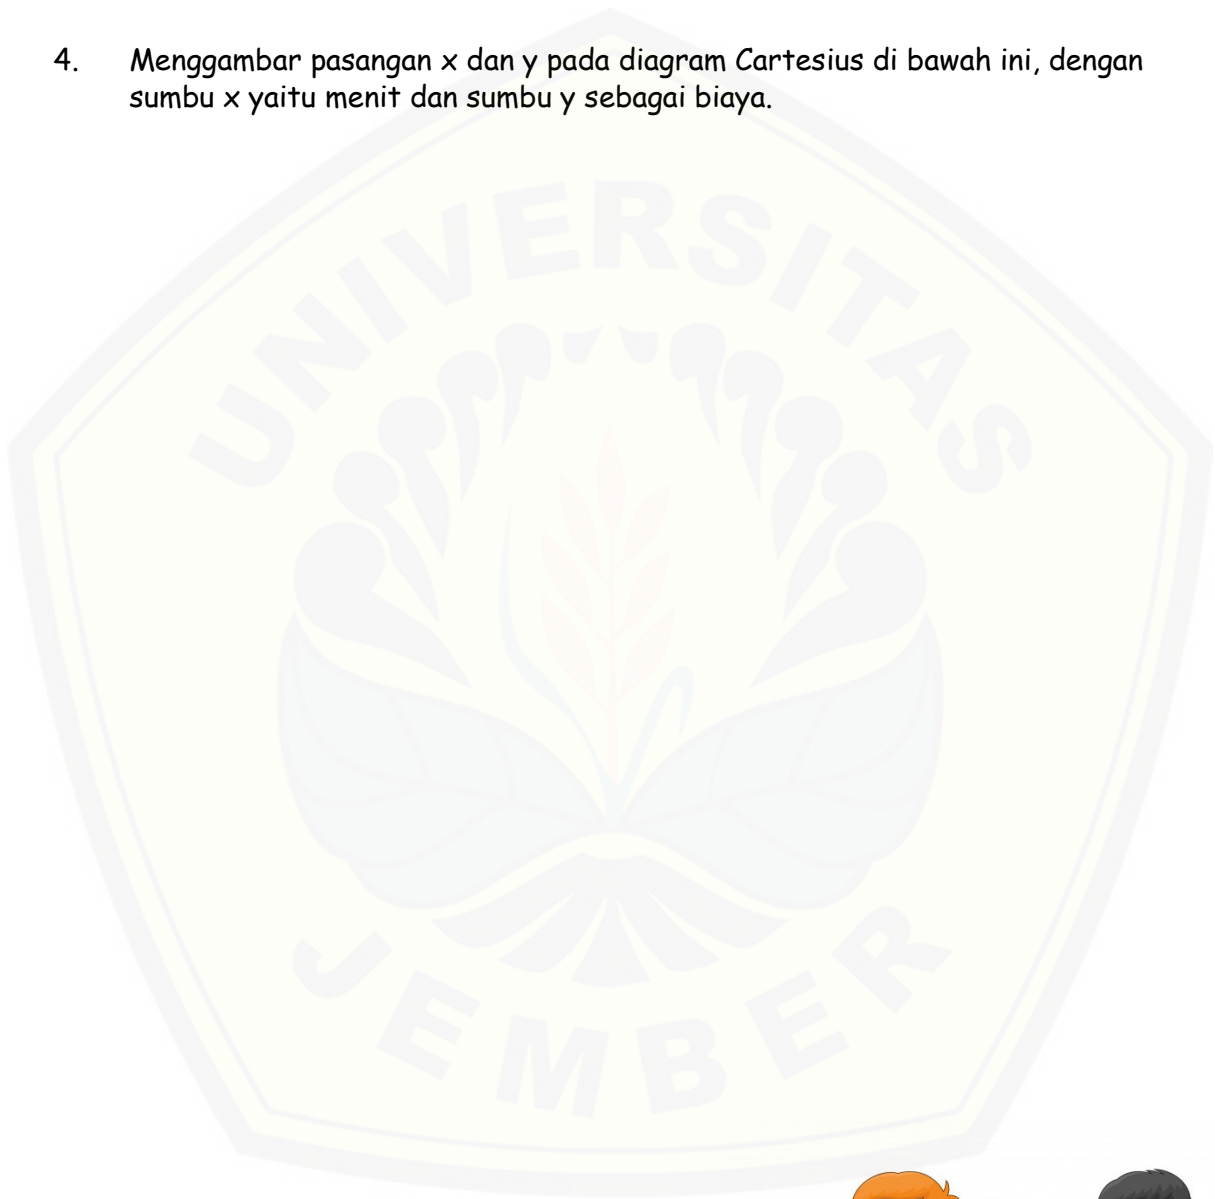 4. Menggambar pasangan x dan y pada diagram Cartesius di bawah ini, dengan
sumbu x yaitu menit dan sumbu y sebagai biaya.
UNIVERSITAS
JEMBER